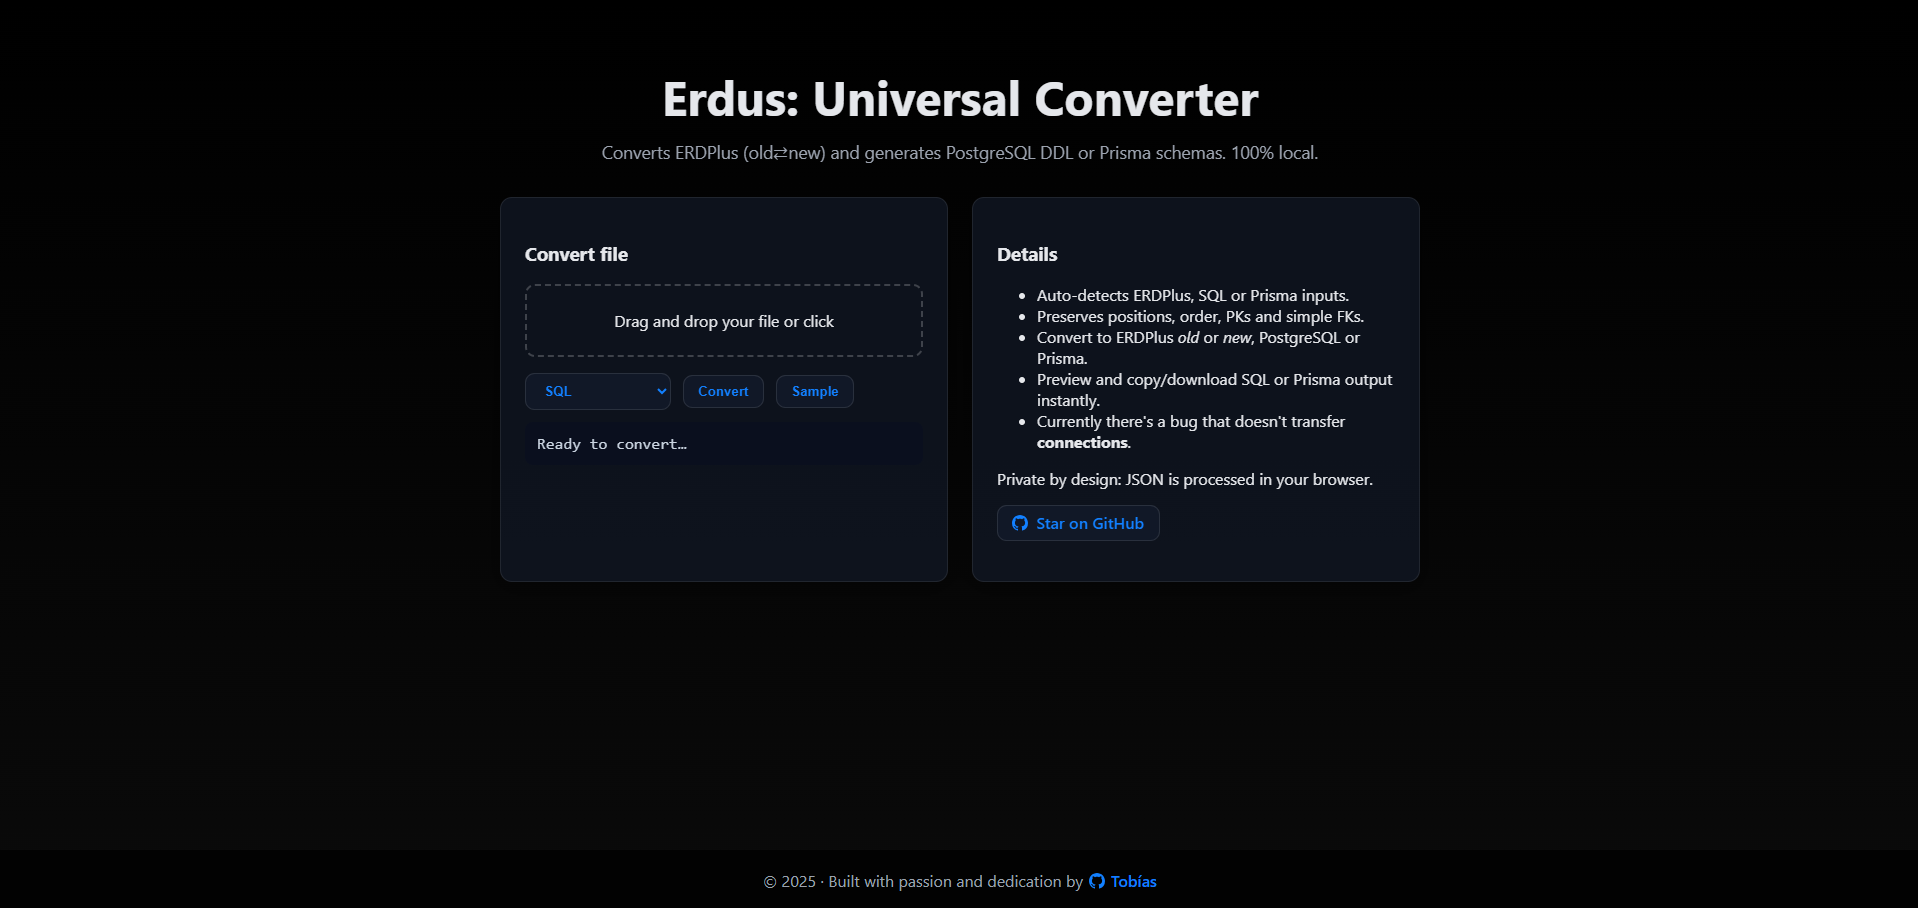 Erdus: Universal Converter
Converts ERDPlus (old⇄new) and generates PostgreSQL DDL or Prisma schemas. 100% local.
Convert file
Drag and drop your file or click
SQL
Convert
Sample
Ready to convert…
Details
• Auto-detects ERDPlus, SQL or Prisma inputs.
• Preserves positions, order, PKs and simple FKs.
• Convert to ERDPlus old or new, PostgreSQL or
Prisma.
• Preview and copy/download SQL or Prisma output
instantly.
• Currently there's a bug that doesn't transfer
connections.
Private by design: JSON is processed in your browser.
Star on GitHub
© 2025 · Built with passion and dedication by Tobías